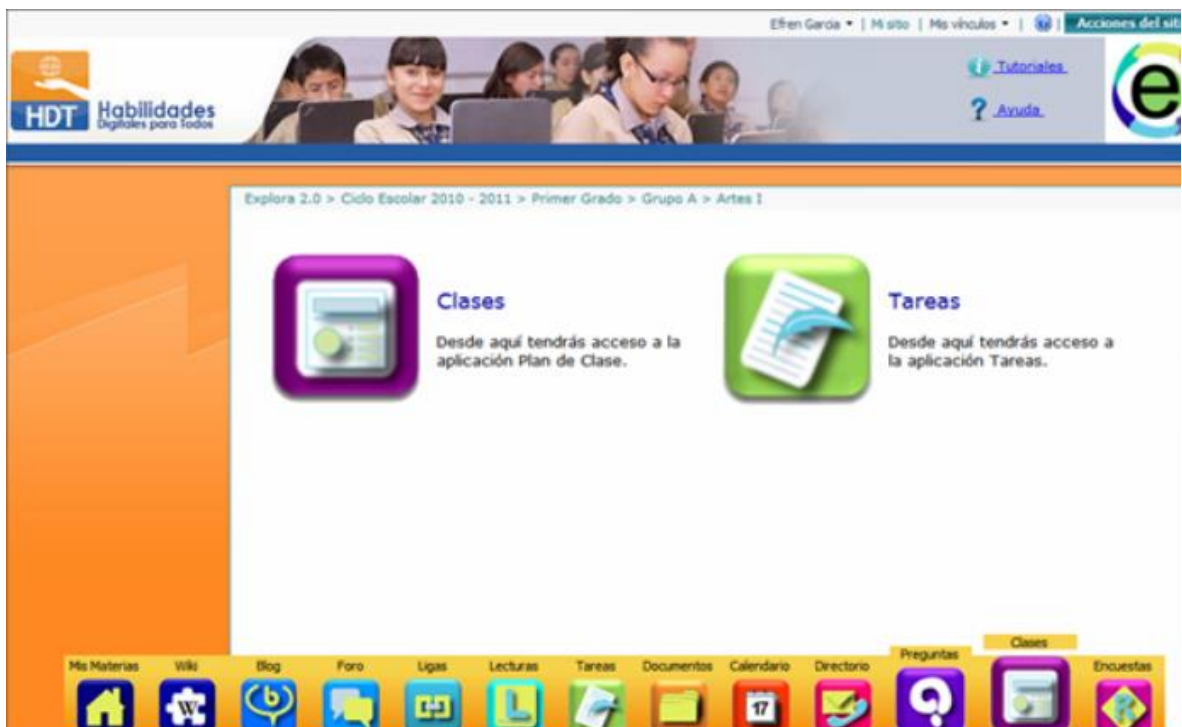 Efren Garcia | Mi sitio | Mis vínculos | Acciones del siti
HDT Habilidades
Digitales para Todos
Tutoriales
? Ayuda
e
Explora 2.0 > Ciclo Escolar 2010 - 2011 > Primer Grado > Grupo A > Artes I
Clases
Desde aquí tendrás acceso a la
aplicación Plan de Clase.
Tareas
Desde aquí tendrás acceso a
la aplicación Tareas.
Mis Materias Wiki Blog Foro Ligas Lecturas Tareas Documentos Calendario Directorio Preguntas Clases Encuestas
W b L 17 ? R